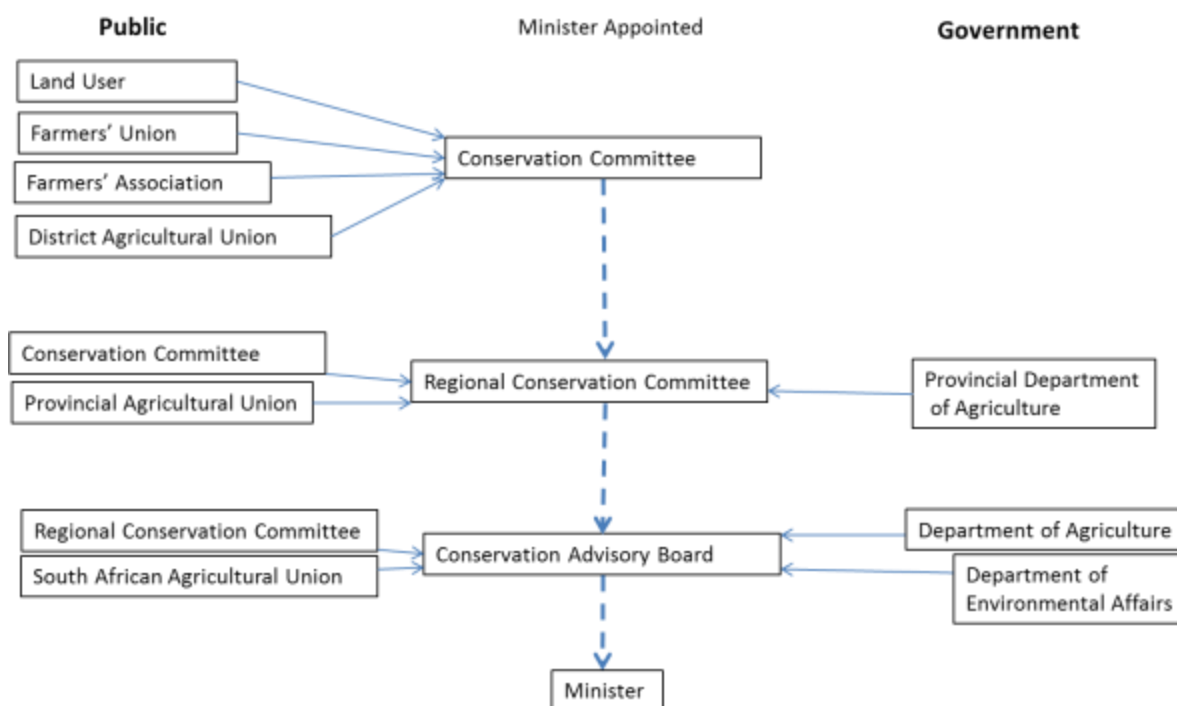 Public
Minister Appointed
Government
Land User
Farmers' Union
Farmers' Association
District Agricultural Union
Conservation Committee
Conservation Committee
Provincial Agricultural Union
Regional Conservation Committee
Provincial Department
of Agriculture
Regional Conservation Committee
South African Agricultural Union
Conservation Advisory Board
Department of Agriculture
Department of
Environmental Affairs
Minister